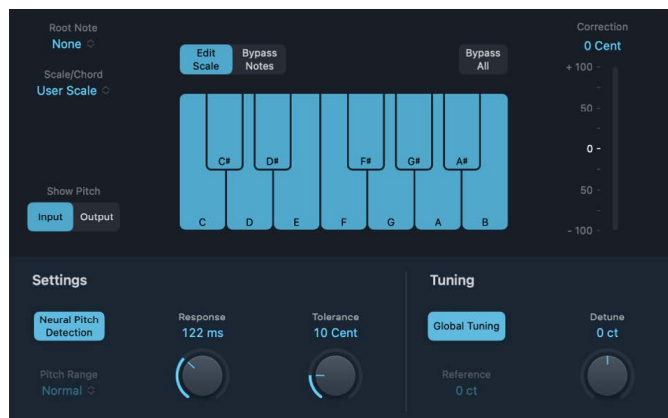 Root Note
None
Scale/Chord
User Scale
Edit
Scale
Bypass
Notes
Bypass
All
Correction
0 Cent
+ 100 -
50 -
0 -
50 -
- 100 -
C# D# F# G# A#
C D E F G A B
Show Pitch
Input Output
Settings
Neural Pitch
Detection
Pitch Range
Normal
Response
122 ms
Tolerance
10 Cent
Tuning
Global Tuning
Reference
0 ct
Detune
0 ct